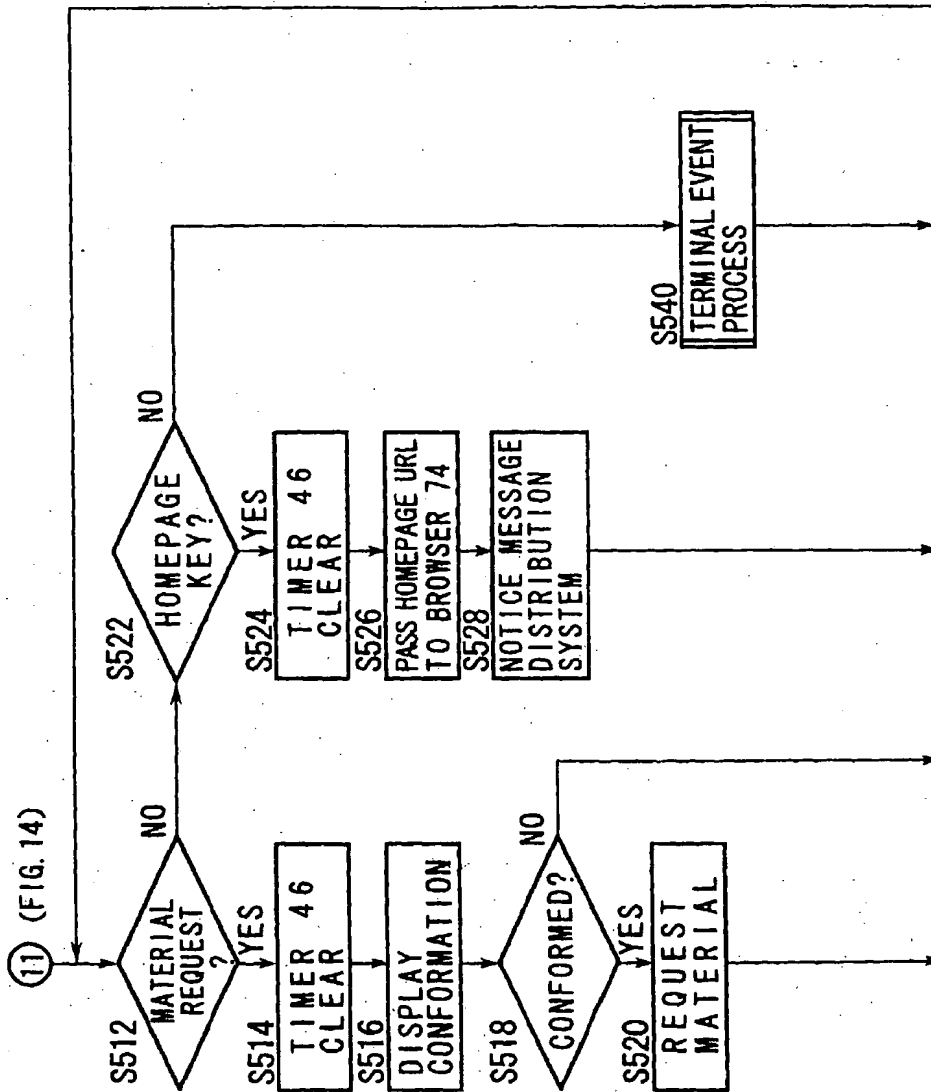 11 (FIG. 14)
S512
MATERIAL
REQUEST
?
NO
YES
S514
TIMER 46
CLEAR
S516
DISPLAY
CONFORMATION
S518
CONFORMED?
NO
YES
S520
REQUEST
MATERIAL
S522
HOMEPAGE
KEY?
NO
YES
S524
TIMER 46
CLEAR
S526
PASS HOMEPAGE URL
TO BROWSER 74
S528
NOTICE MESSAGE
DISTRIBUTION
SYSTEM
S540
TERMINAL EVENT
PROCESS